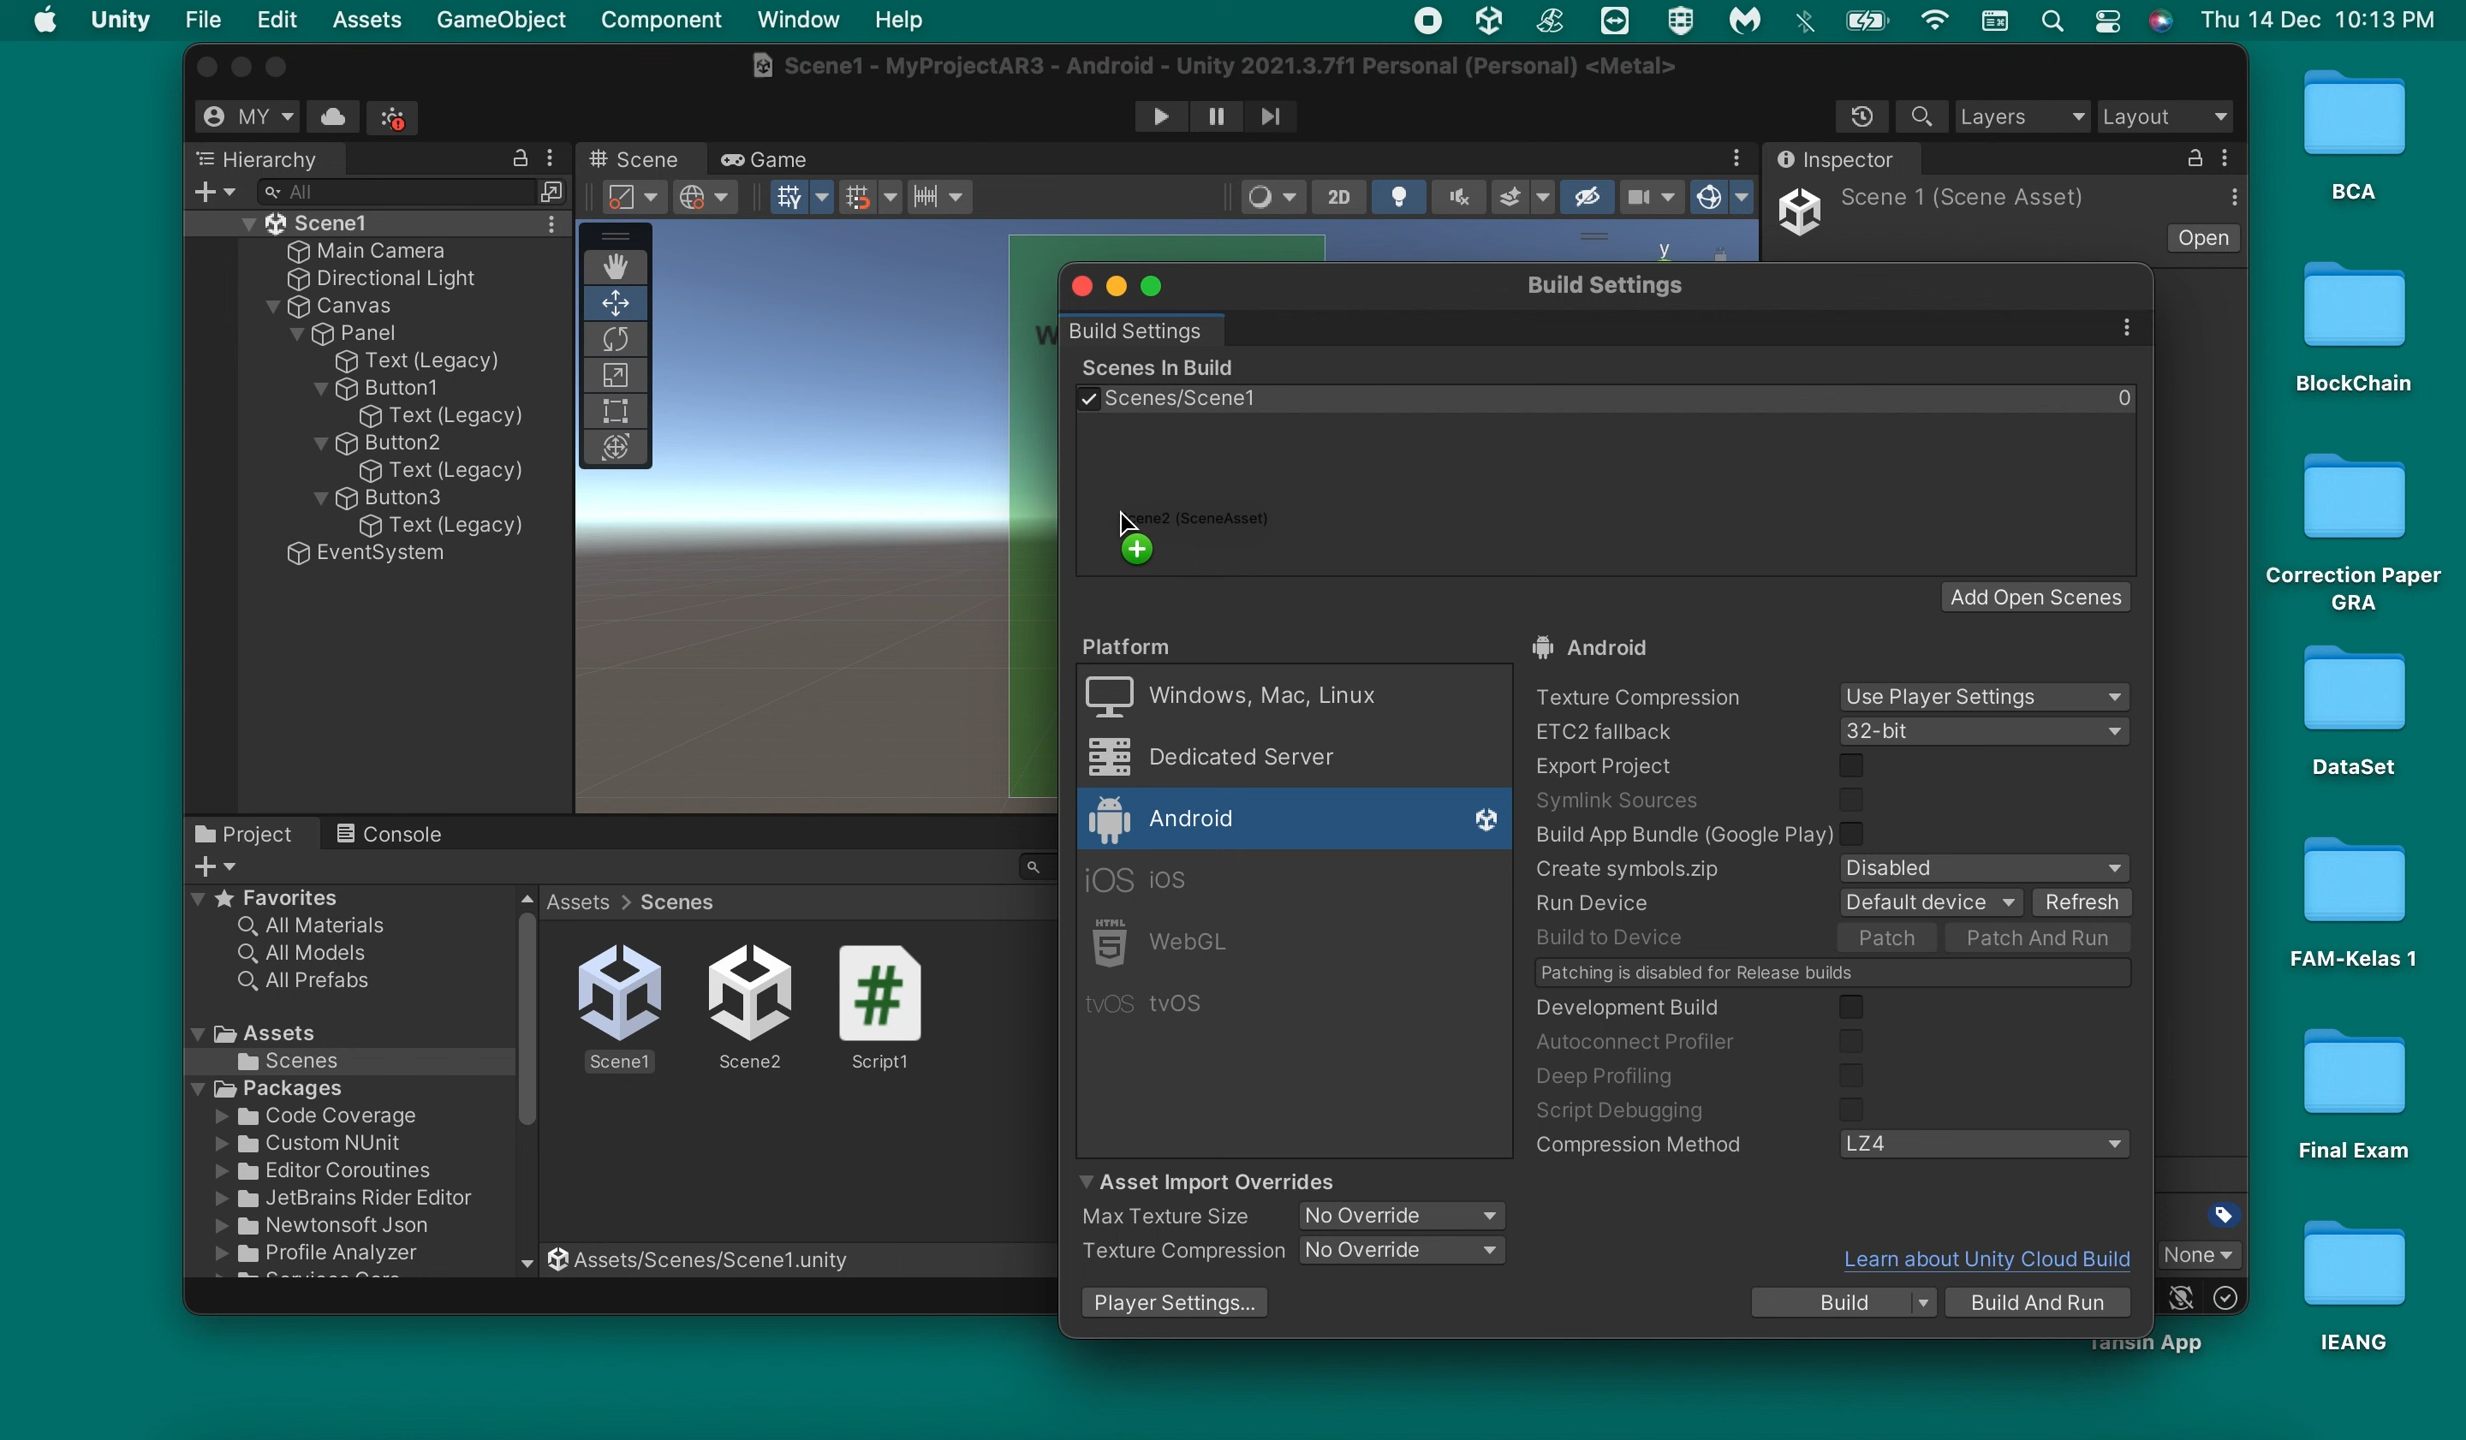 Unity File Edit Assets GameObject Component Window Help Thu 14 Dec 10:13 PM
Scene1 - MyProjectAR3 - Android - Unity 2021.3.7f1 Personal (Personal) <Metal>
MY Layers Layout
Hierarchy
All
Scene1
Main Camera
Directional Light
Canvas
Panel
Text (Legacy)
Button1
Text (Legacy)
Button2
Text (Legacy)
Button3
Text (Legacy)
EventSystem
Scene Game
2D
y
W
Inspector
Scene 1 (Scene Asset)
Open
Build Settings
Build Settings
Scenes In Build
Scenes/Scene1 0
ene2 (SceneAsset)
Add Open Scenes
Platform
Windows, Mac, Linux
Dedicated Server
Android
iOS iOS
HTML 5 WebGL
tvOS tvOS
Android
Texture Compression Use Player Settings
ETC2 fallback 32-bit
Export Project
Symlink Sources
Build App Bundle (Google Play)
Create symbols.zip Disabled
Run Device Default device Refresh
Build to Device Patch Patch And Run
Patching is disabled for Release builds
Development Build
Autoconnect Profiler
Deep Profiling
Script Debugging
Compression Method LZ4
Asset Import Overrides
Max Texture Size No Override
Texture Compression No Override
Learn about Unity Cloud Build
Player Settings... Build Build And Run
Project Console
Favorites
All Materials
All Models
All Prefabs
Assets
Scenes
Packages
Code Coverage
Custom NUnit
Editor Coroutines
JetBrains Rider Editor
Newtonsoft Json
Profile Analyzer
Assets > Scenes
Scene1 Scene2 Script1
#
Assets/Scenes/Scene1.unity
None
BCA
BlockChain
Correction Paper
GRA
DataSet
FAM-Kelas 1
Final Exam
IEANG
App